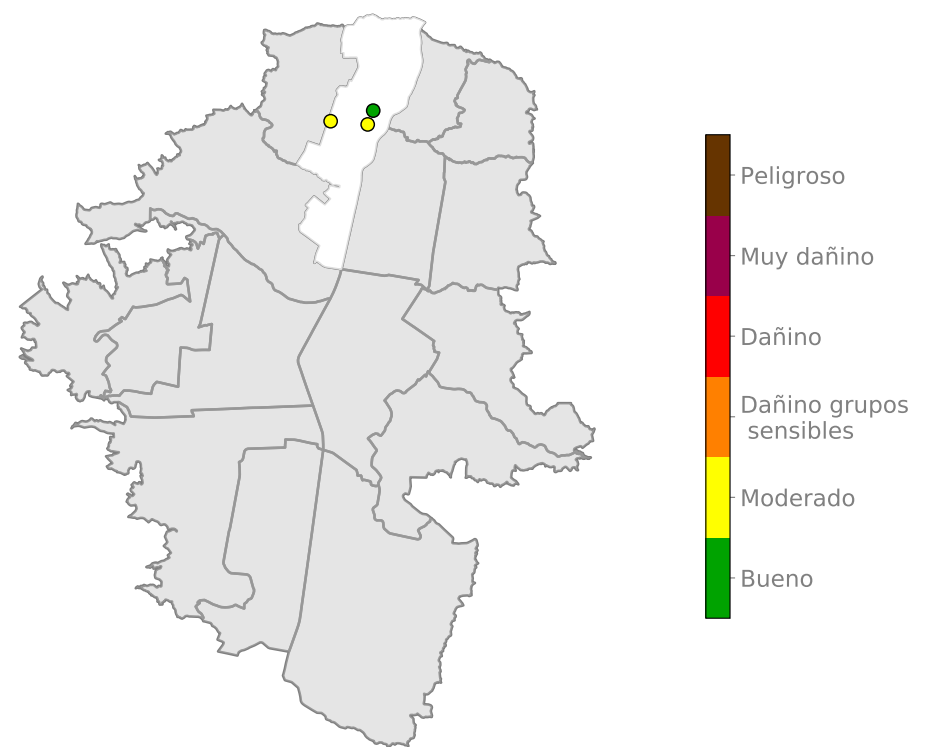 Peligroso
Muy dañino
Dañino
Dañino grupos
sensibles
Moderado
Bueno